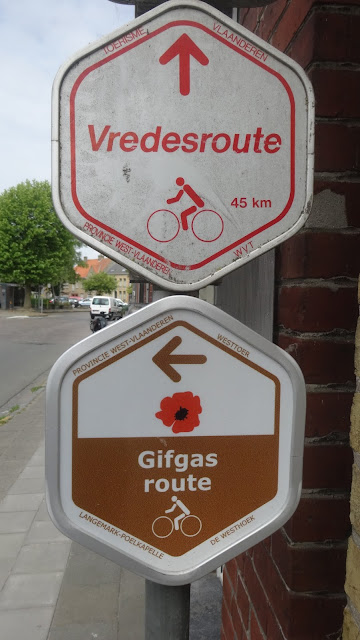 TOERISME VLAANDEREN
Vredesroute
45 km
PROVINCIE WEST-VLAANDEREN W.V.T.
PROVINCIE WEST-VLAANDEREN WESTTOER
Gifgas
route
LANGEMARK-POELKAPELLE DE WESTHOEK